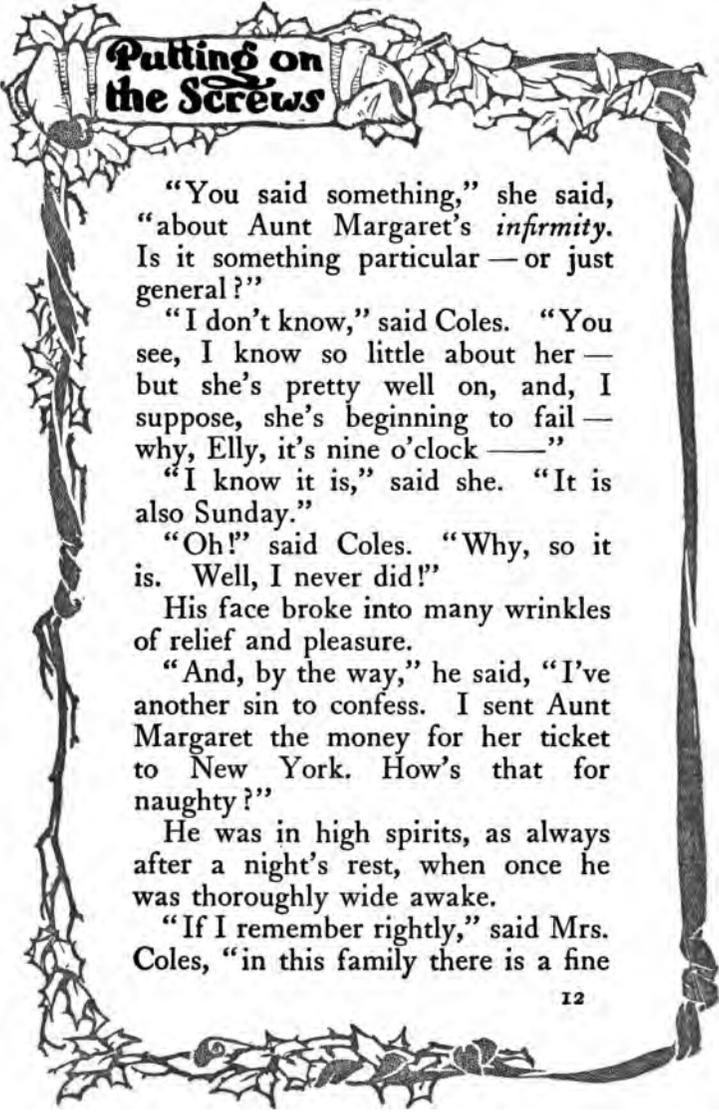 Putting on
the Screws
"You said something," she said,
"about Aunt Margaret's infirmity.
Is it something particular — or just
general?"
"I don't know," said Coles. "You
see, I know so little about her —
but she's pretty well on, and, I
suppose, she's beginning to fail —
why, Elly, it's nine o'clock ——"
"I know it is," said she. "It is
also Sunday."
"Oh!" said Coles. "Why, so it
is. Well, I never did!"
His face broke into many wrinkles
of relief and pleasure.
"And, by the way," he said, "I've
another sin to confess. I sent Aunt
Margaret the money for her ticket
to New York. How's that for
naughty?"
He was in high spirits, as always
after a night's rest, when once he
was thoroughly wide awake.
"If I remember rightly," said Mrs.
Coles, "in this family there is a fine
12